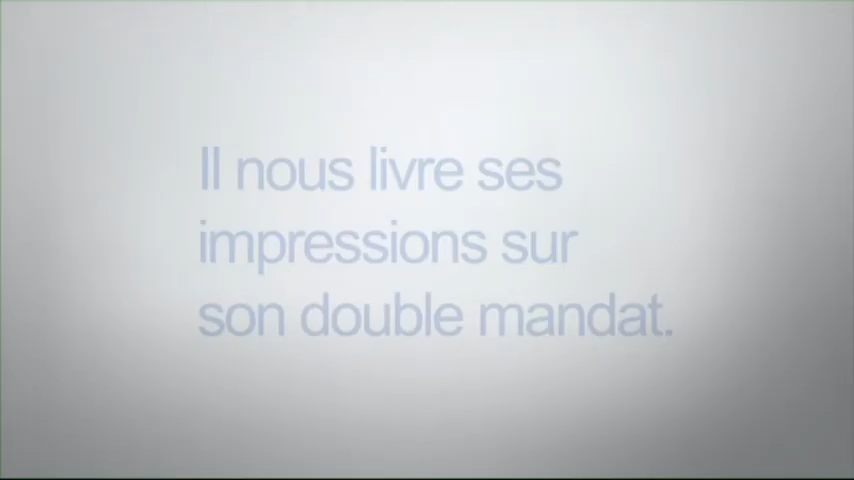 Il nous livre ses
impressions sur
son double mandat.